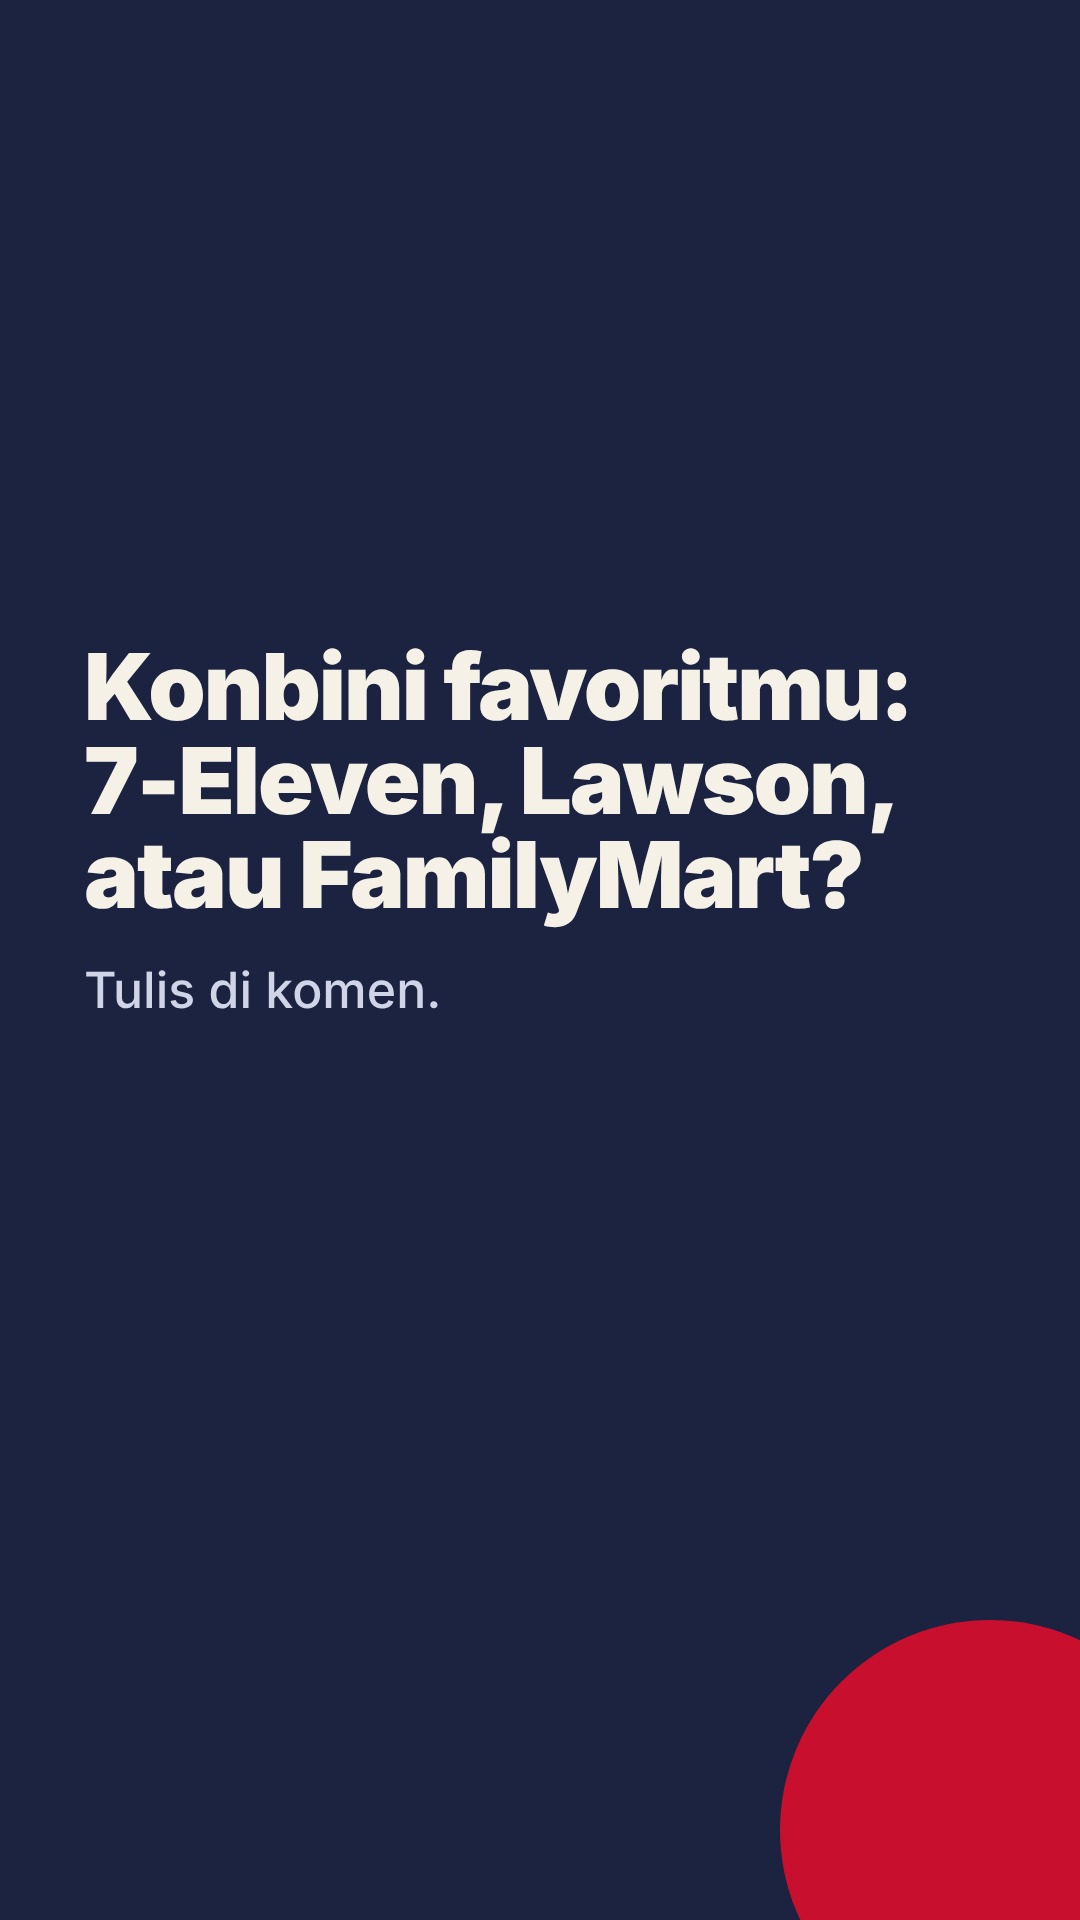 Konbini favoritmu:
7-Eleven, Lawson,
atau FamilyMart?
Tulis di komen.